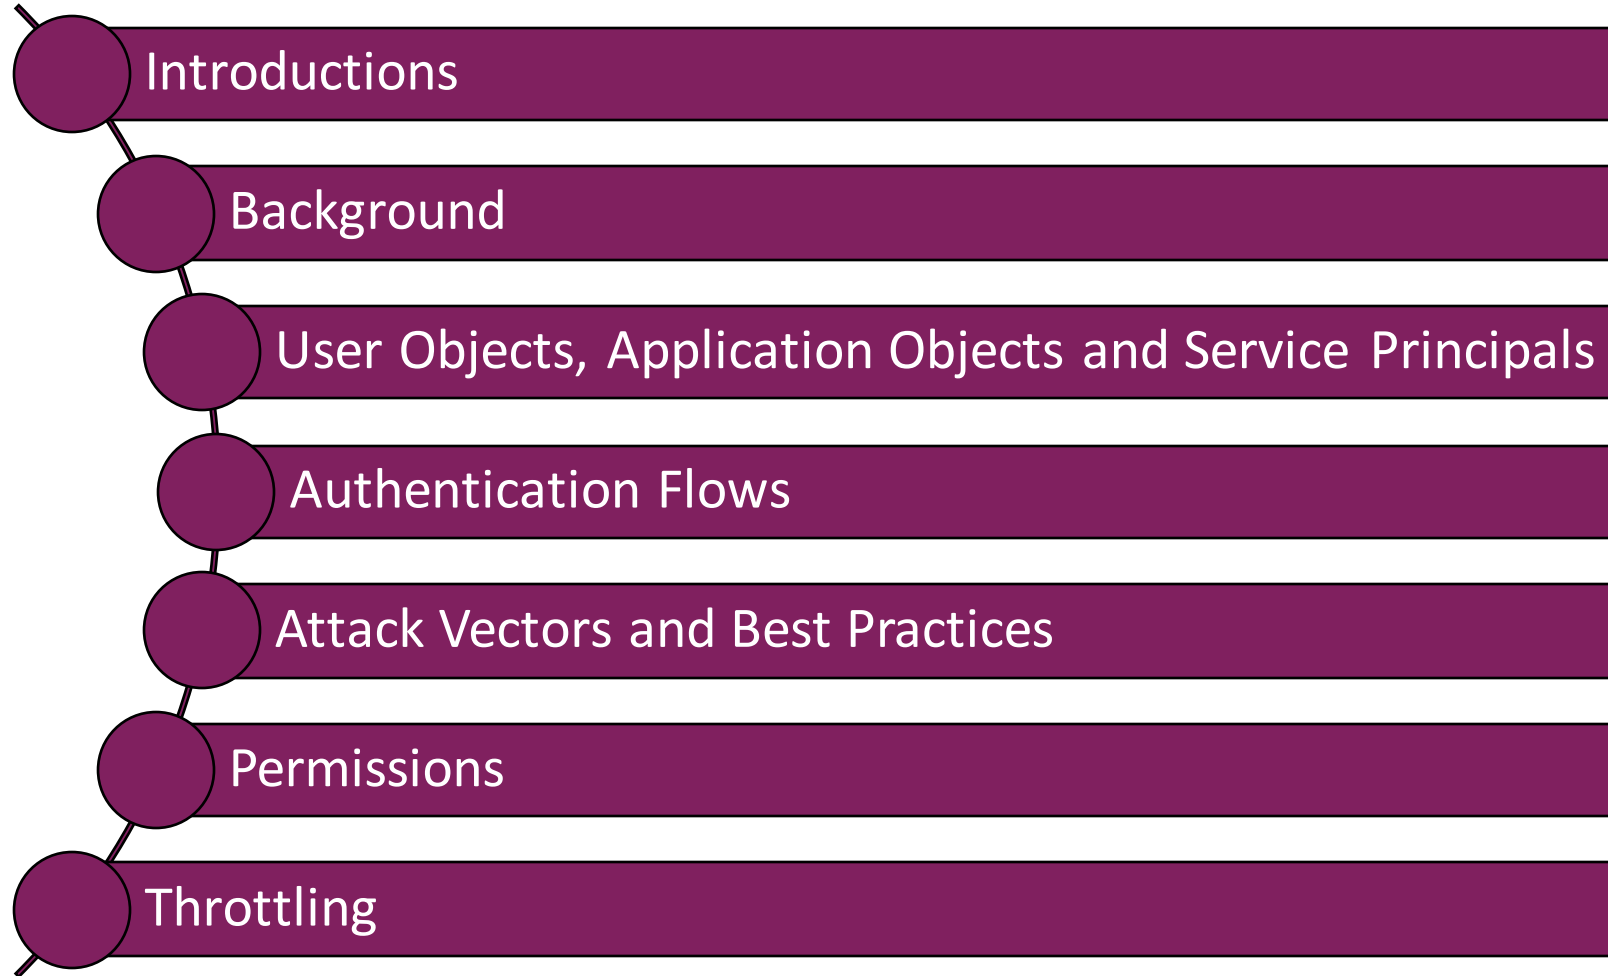 Introductions
Background
User Objects, Application Objects and Service Principals
Authentication Flows
Attack Vectors and Best Practices
Permissions
Throttling